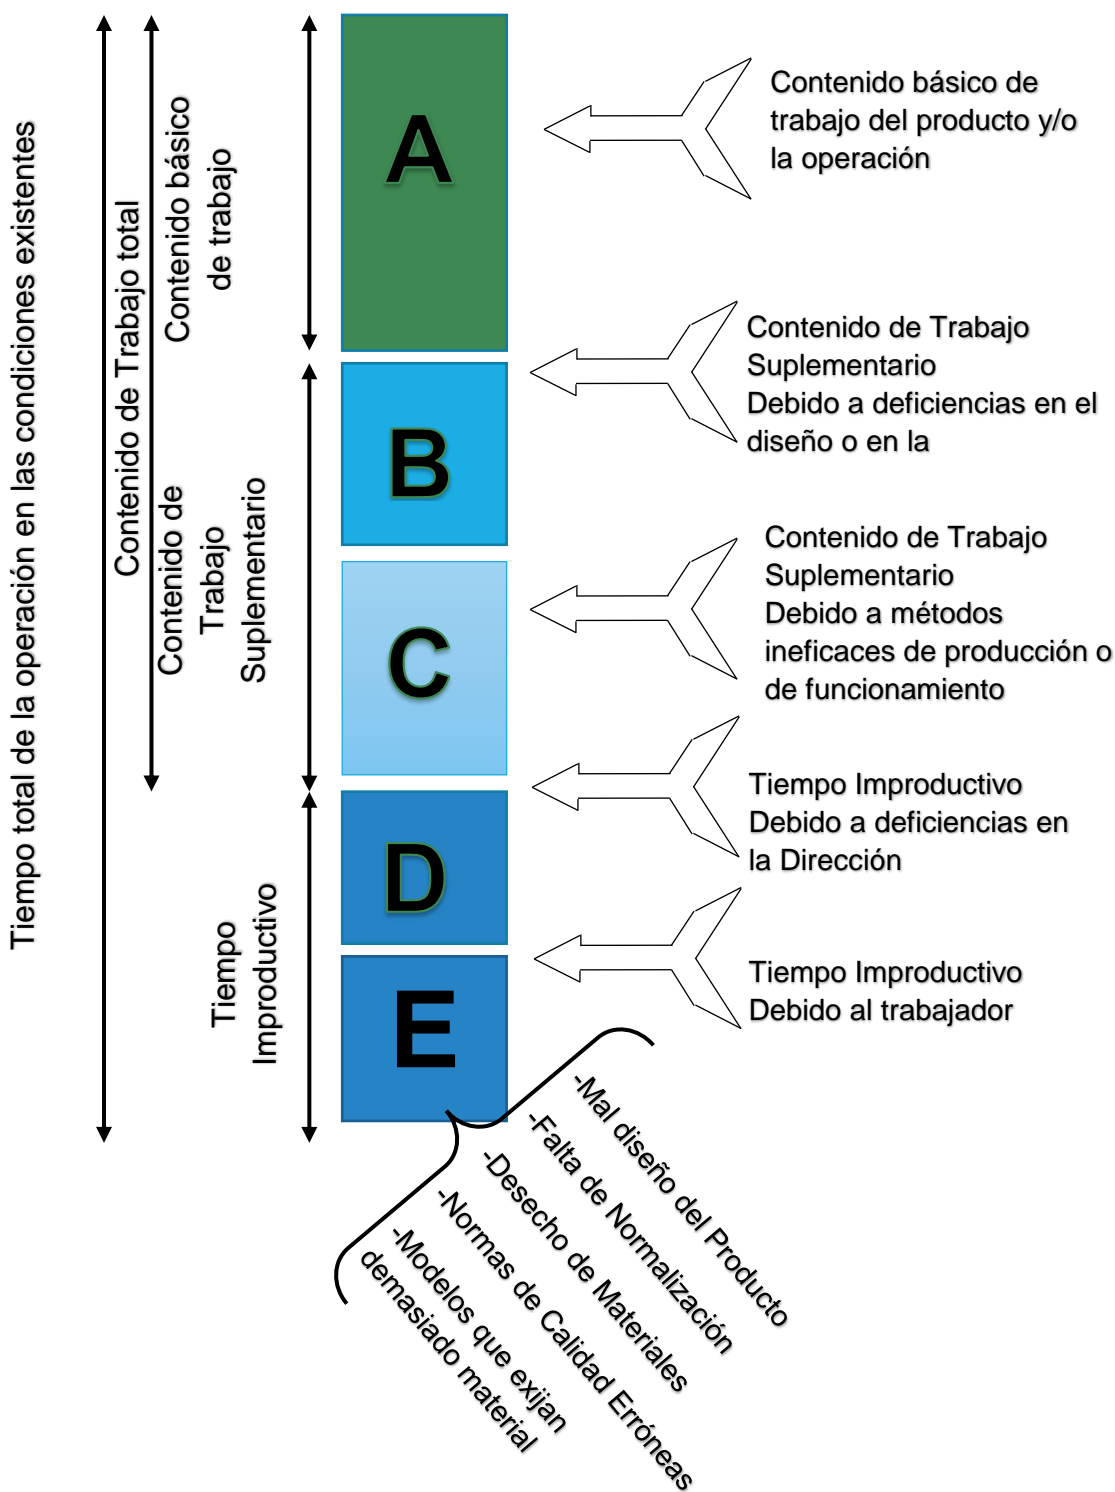 Tiempo total de la operación en las condiciones existentes
Contenido de Trabajo total
Contenido básico
de trabajo
Contenido de
Trabajo
Suplementario
Tiempo
Improductivo
A
B
C
D
E
Contenido básico de
trabajo del producto y/o
la operación
Contenido de Trabajo
Suplementario
Debido a deficiencias en el
diseño o en la
Contenido de Trabajo
Suplementario
Debido a métodos
ineficaces de producción o
de funcionamiento
Tiempo Improductivo
Debido a deficiencias en
la Dirección
Tiempo Improductivo
Debido al trabajador
-Mal diseño del Producto
-Falta de Normalización
-Desecho de Materiales
-Normas de Calidad Erróneas
-Modelos que exijan
demasiado material